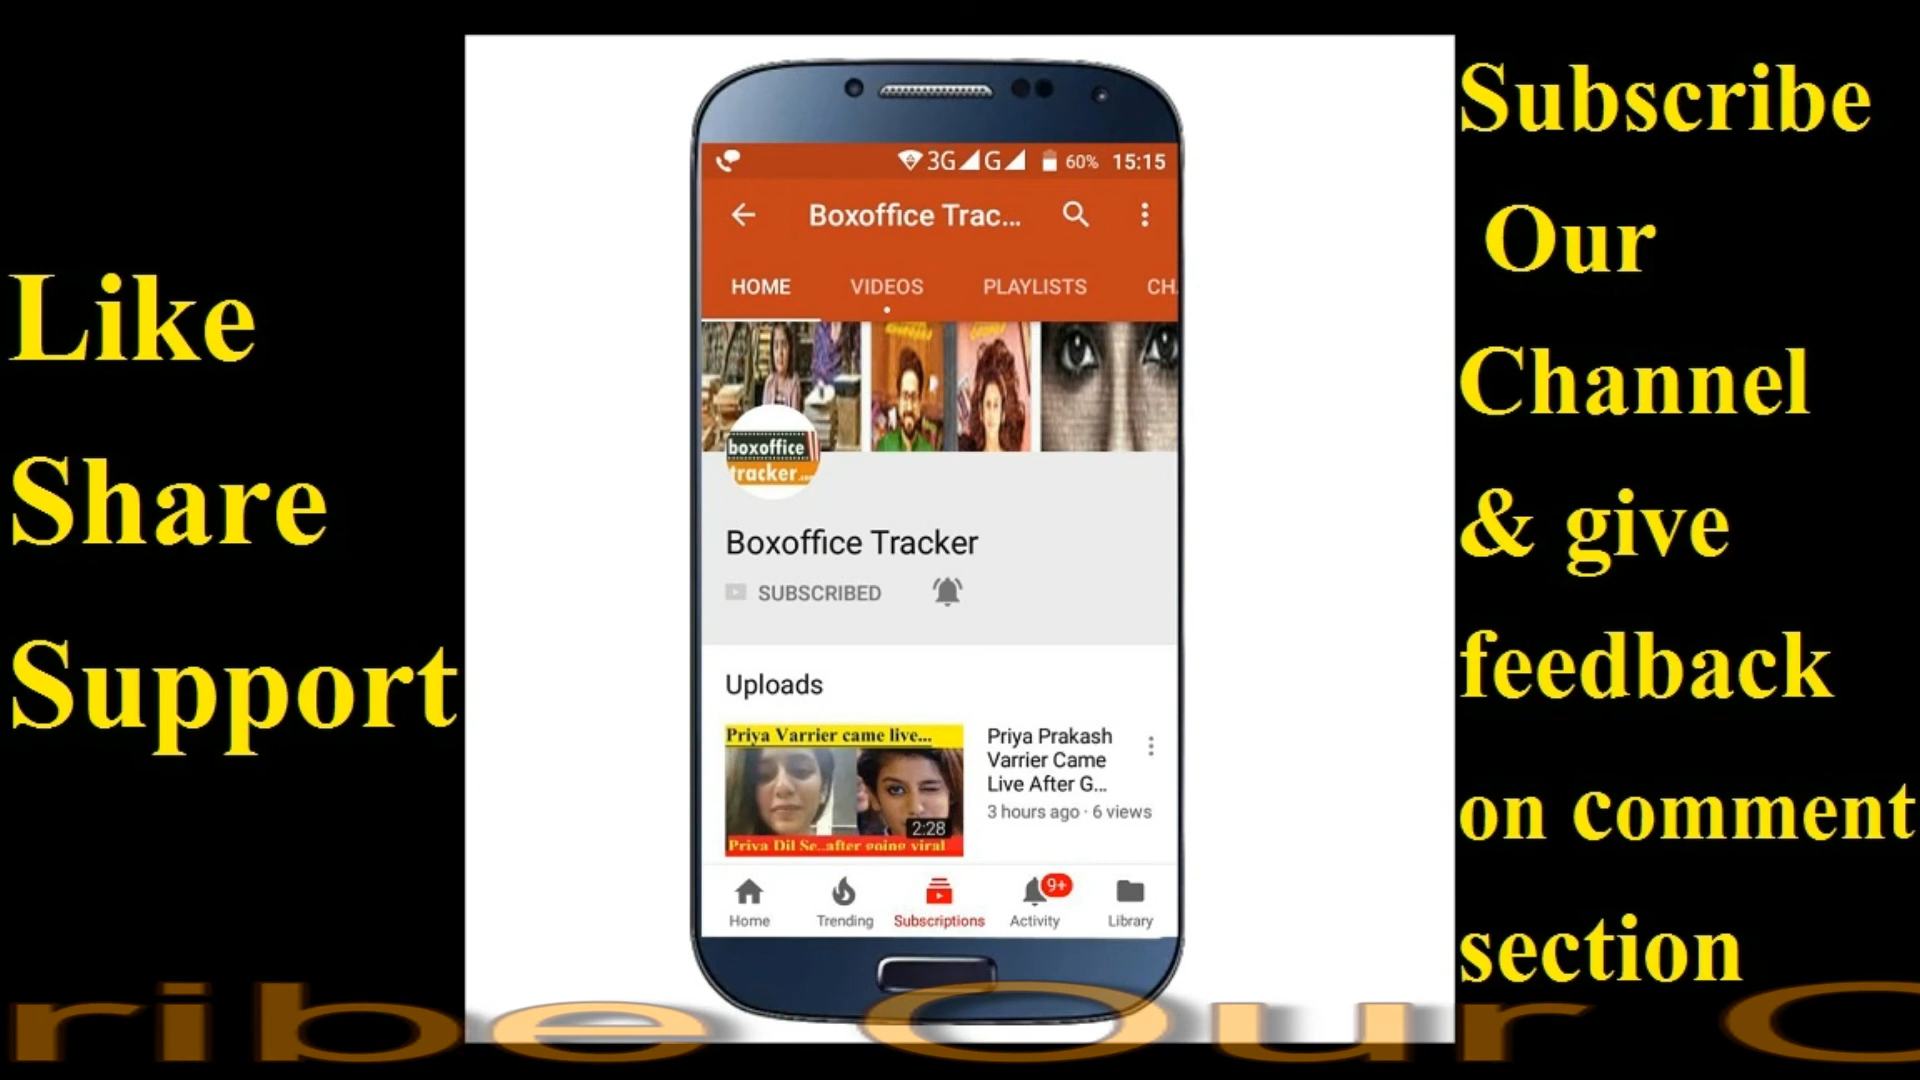 Like
Share
Support
3G G 60% 15:15
Boxoffice Trac...
HOME VIDEOS PLAYLISTS CH
boxoffice
tracker
Boxoffice Tracker
SUBSCRIBED
Uploads
Priya Varrier came live...
2:28
Priya Dil Se..after going viral
Priya Prakash
Varrier Came
Live After G...
3 hours ago · 6 views
9+
Home Trending Subscriptions Activity Library
Subscribe
Our
Channel
& give
feedback
on comment
section
ribe Our C